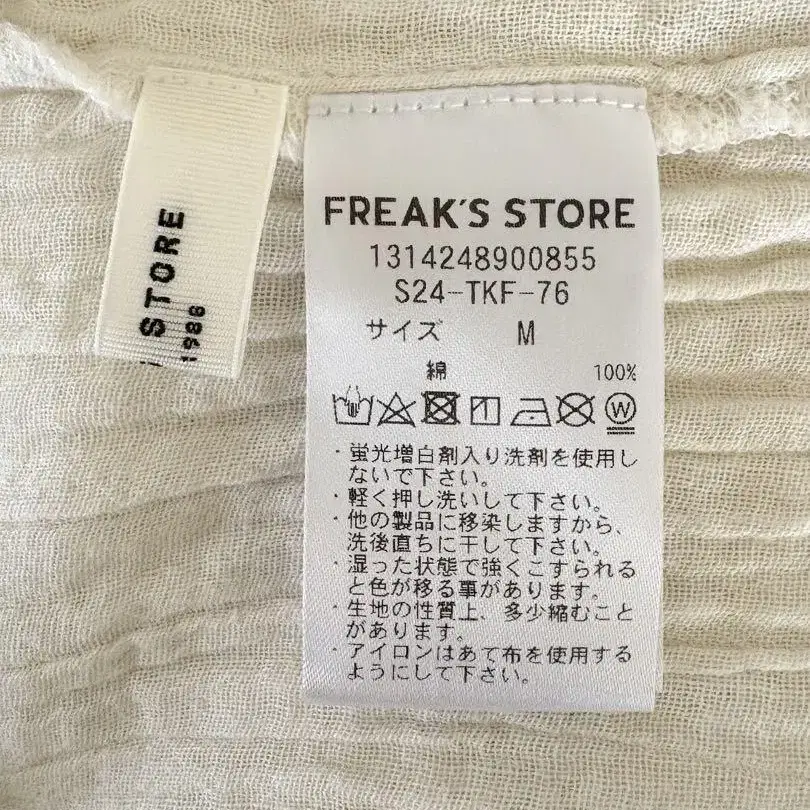 STORE
1986
FREAK'S STORE
1314248900855
S24-TKF-76
サイズ M
綿 100%
W
・蛍光増白剤入り洗剤を使用し
ないで下さい。
・軽く押し洗いして下さい。
・他の製品に移染しますから、
洗後直ちに干して下さい。
・湿った状態で強くこすられる
と色が移る事があります。
・生地の性質上、多少縮むこと
があります。
・アイロンはあて布を使用する
ようにして下さい。